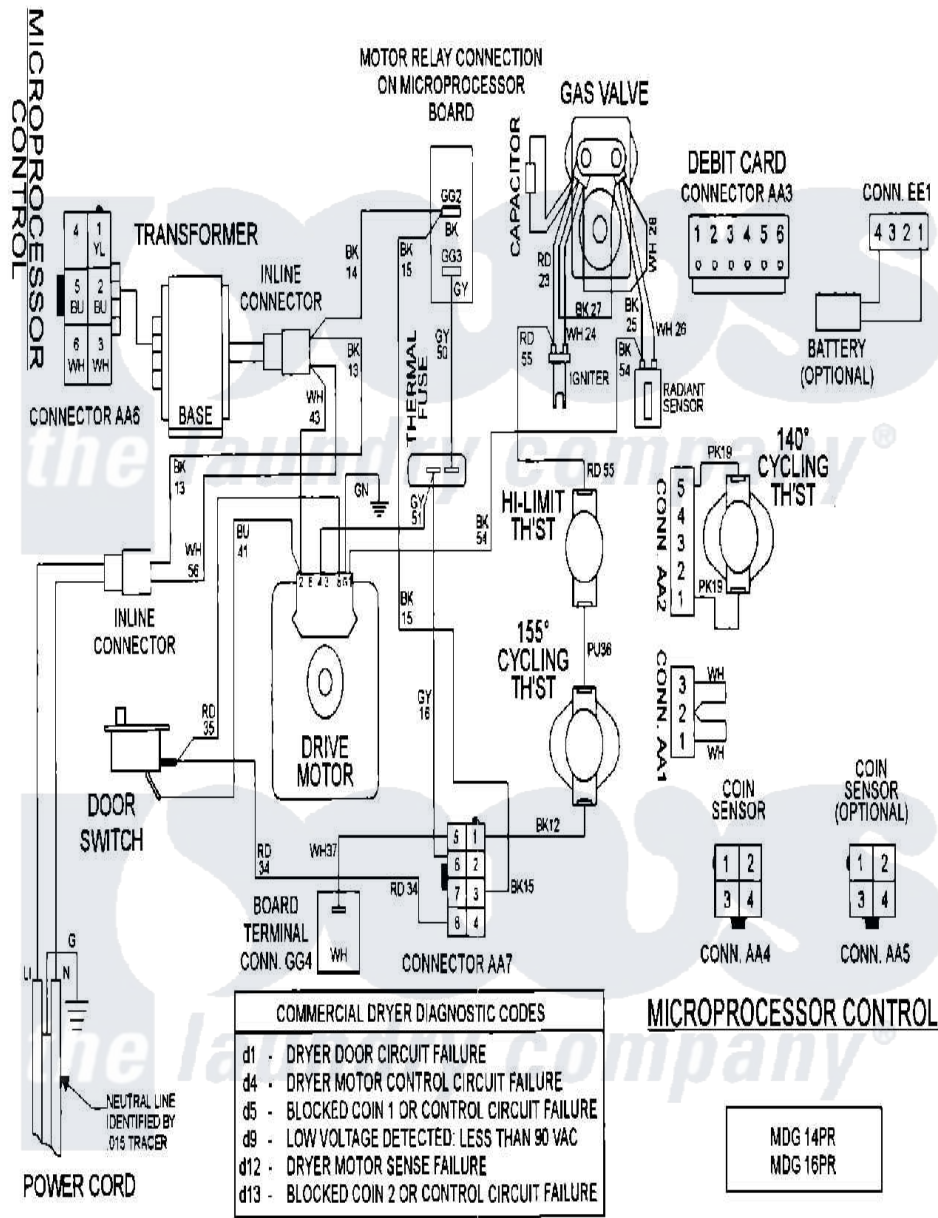 MICROPROCESSOR
CONTROL
MOTOR RELAY CONNECTION
ON MICROPROCESSOR
BOARD
GG2
BK
GG3
GY
GAS VALVE
CAPACITOR
DEBIT CARD
CONNECTOR AA3
1 2 3 4 5 6
CONN. EE1
4 3 2 1
BATTERY
(OPTIONAL)
4 1
YL
5 2
BU BU
6 3
WH WH
CONNECTOR AA6
TRANSFORMER
BASE
INLINE
CONNECTOR
BK
14
BK
15
BK
13
WH
43
GY
50
THERMAL
FUSE
RD
23
RD
55
BK 27
WH 24
BK
25
WH 28
WH 26
BK
54
IGNITER
RADIANT
SENSOR
the laundry company®
BK
13
WH
56
BU
41
GN
GY
51
BK
54
RD 55
HI-LIMIT
TH'ST
PK19
140°
CYCLING
TH'ST
5
4
3
2
1
CONN. AA2
PK19
INLINE
CONNECTOR
DRIVE
MOTOR
BK
15
GY
16
155°
CYCLING
TH'ST
PU36
CONN. AA1
3
2
1
WH
WH
RD
35
DOOR
SWITCH
RD
34
WH37
RD 34
BK12
BK15
5 1
6 2
7 3
8 4
CONNECTOR AA7
BOARD
TERMINAL
CONN. GG4
WH
COIN
SENSOR
1 2
3 4
CONN. AA4
COIN
SENSOR
(OPTIONAL)
1 2
3 4
CONN. AA5
MICROPROCESSOR CONTROL
L1
G
N
NEUTRAL LINE
IDENTIFIED BY
.015 TRACER
POWER CORD
COMMERCIAL DRYER DIAGNOSTIC CODES
d1 - DRYER DOOR CIRCUIT FAILURE
d4 - DRYER MOTOR CONTROL CIRCUIT FAILURE
d5 - BLOCKED COIN 1 OR CONTROL CIRCUIT FAILURE
d9 - LOW VOLTAGE DETECTED: LESS THAN 90 VAC
d12 - DRYER MOTOR SENSE FAILURE
d13 - BLOCKED COIN 2 OR CONTROL CIRCUIT FAILURE
the laundry company®
MDG 14PR
MDG 16PR